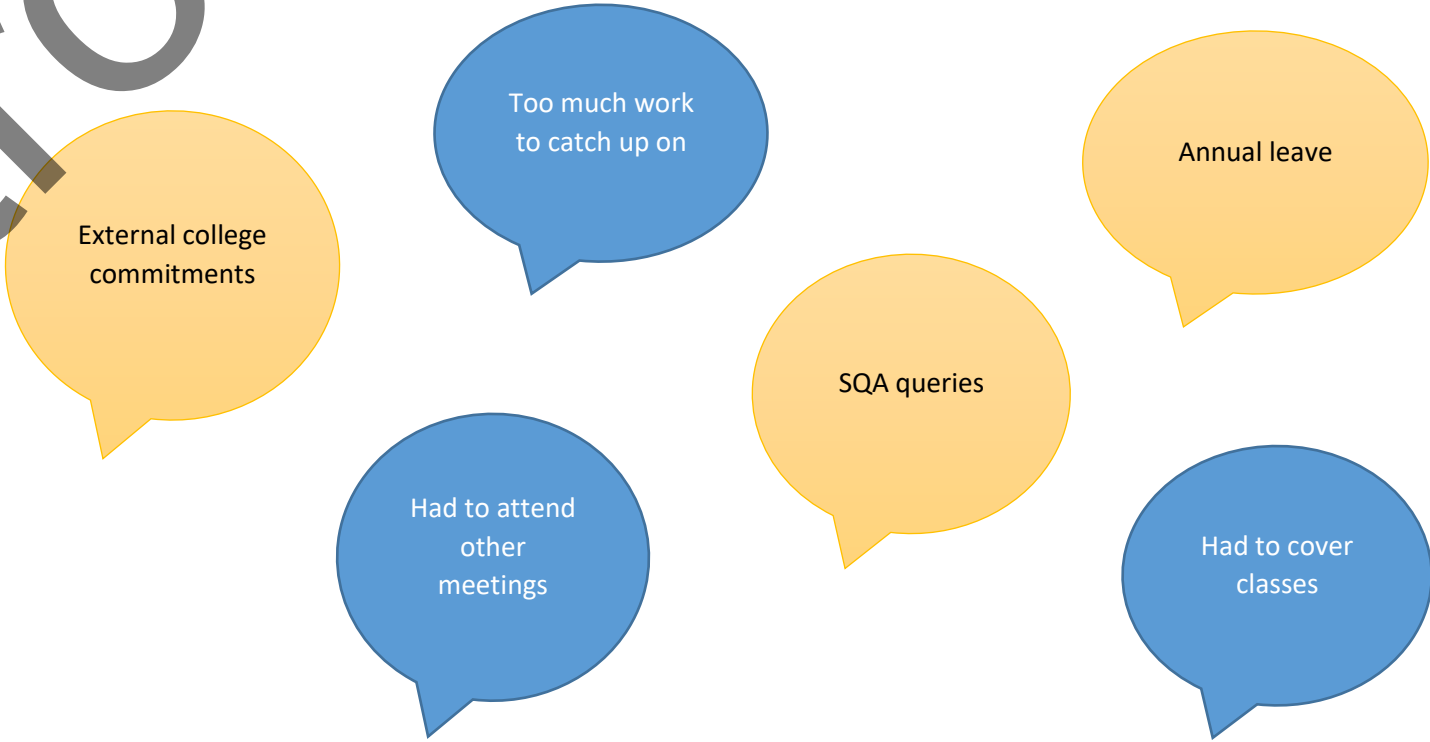 Too much work
to catch up on
Annual leave
External college
commitments
SQA queries
Had to attend
other
meetings
Had to cover
classes